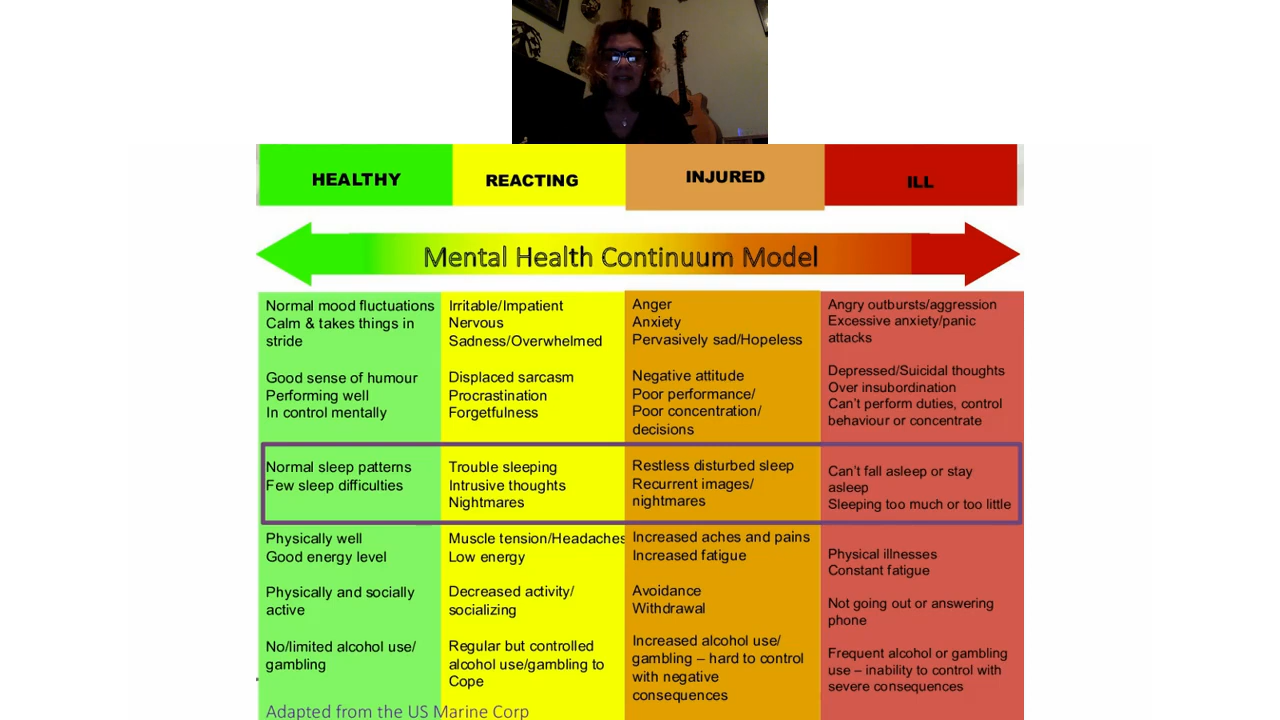 HEALTHY
REACTING
INJURED
ILL
Mental Health Continuum Model
Normal mood fluctuations
Calm & takes things in
stride
Good sense of humour
Performing well
In control mentally
Normal sleep patterns
Few sleep difficulties
Physically well
Good energy level
Physically and socially
active
No/limited alcohol use/
gambling
Irritable/Impatient
Nervous
Sadness/Overwhelmed
Displaced sarcasm
Procrastination
Forgetfulness
Trouble sleeping
Intrusive thoughts
Nightmares
Muscle tension/Headaches
Low energy
Decreased activity/
socializing
Regular but controlled
alcohol use/gambling to
Cope
Anger
Anxiety
Pervasively sad/Hopeless
Negative attitude
Poor performance/
Poor concentration/
decisions
Restless disturbed sleep
Recurrent images/
nightmares
Increased aches and pains
Increased fatigue
Avoidance
Withdrawal
Increased alcohol use/
gambling – hard to control
with negative
consequences
Angry outbursts/aggression
Excessive anxiety/panic
attacks
Depressed/Suicidal thoughts
Over insubordination
Can't perform duties, control
behaviour or concentrate
Can't fall asleep or stay
asleep
Sleeping too much or too little
Physical illnesses
Constant fatigue
Not going out or answering
phone
Frequent alcohol or gambling
use – inability to control with
severe consequences
Adapted from the US Marine Corp